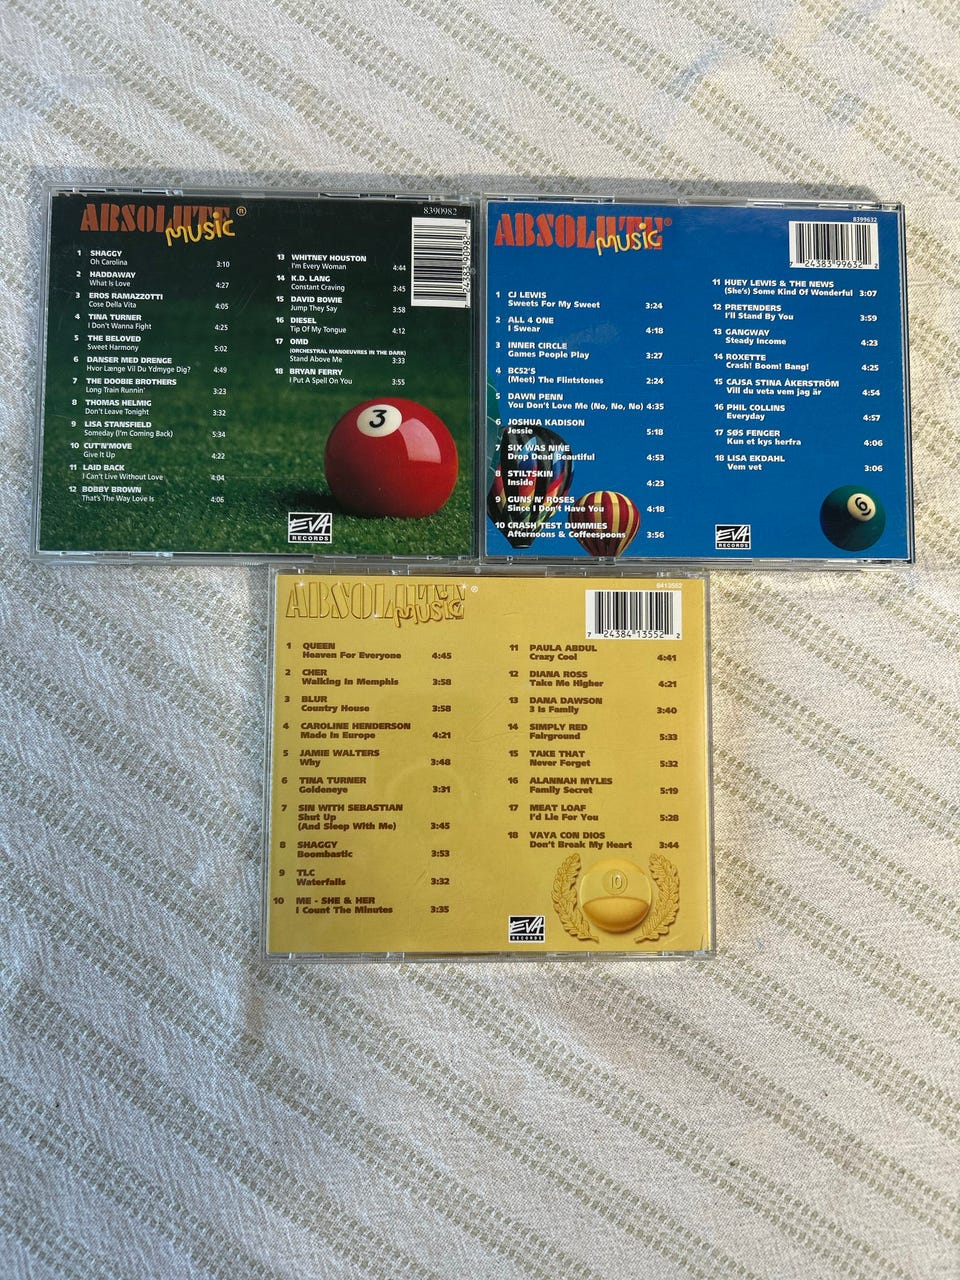 ABSOLUTE®
MUSIC
8390982
7 24383 90982 7
1 SHAGGY
Oh Carolina 3:10
2 HADDAWAY
What Is Love 4:27
3 EROS RAMAZZOTTI
Cose Della Vita 4:05
4 TINA TURNER
I Don't Wanna Fight 4:25
5 THE BELOVED
Sweet Harmony 5:02
6 DANSER MED DRENGE
Hvor Længe Vil Du Ydmyge Dig? 4:49
7 THE DOOBIE BROTHERS
Long Train Runnin' 3:23
8 THOMAS HELMIG
Don't Leave Tonight 3:32
9 LISA STANSFIELD
Someday (I'm Coming Back) 5:34
10 CUT'N'MOVE
Give It Up 4:22
11 LAID BACK
I Can't Live Without Love 4:04
12 BOBBY BROWN
That's The Way Love Is 4:06
13 WHITNEY HOUSTON
I'm Every Woman 4:44
14 K.D. LANG
Constant Craving 3:45
15 DAVID BOWIE
Jump They Say 3:58
16 DIESEL
Tip Of My Tongue 4:12
17 OMD
(ORCHESTRAL MANOEUVRES IN THE DARK)
Stand Above Me 3:33
18 BRYAN FERRY
I Put A Spell On You 3:55
3
EVA
RECORDS
ABSOLUTE®
MUSIC
8399632
7 24383 99632 2
1 CJ LEWIS
Sweets For My Sweet 3:24
2 ALL 4 ONE
I Swear 4:18
3 INNER CIRCLE
Games People Play 3:27
4 BC52'S
(Meet) The Flintstones 2:24
5 DAWN PENN
You Don't Love Me (No, No, No) 4:35
6 JOSHUA KADISON
Jessie 5:18
7 SIX WAS NINE
Drop Dead Beautiful 4:53
8 STILTSKIN
Inside 4:23
9 GUNS N' ROSES
Since I Don't Have You 4:18
10 CRASH TEST DUMMIES
Afternoons & Coffeespoons 3:56
11 HUEY LEWIS & THE NEWS
(She's) Some Kind Of Wonderful 3:07
12 PRETENDERS
I'll Stand By You 3:59
13 GANGWAY
Steady Income 4:23
14 ROXETTE
Crash! Boom! Bang! 4:25
15 CAJSA STINA ÅKERSTRÖM
Vill du veta vem jag är 4:54
16 PHIL COLLINS
Everyday 4:57
17 SØS FENGER
Kun et kys herfra 4:06
18 LISA EKDAHL
Vem vet 3:06
6
EVA
RECORDS
ABSOLUTE®
MUSIC
8413552
7 24384 13552 2
1 QUEEN
Heaven For Everyone 4:45
2 CHER
Walking In Memphis 3:58
3 BLUR
Country House 3:58
4 CAROLINE HENDERSON
Made In Europe 4:21
5 JAMIE WALTERS
Why 3:48
6 TINA TURNER
Goldeneye 3:31
7 SIN WITH SEBASTIAN
Shut Up
(And Sleep With Me) 3:45
8 SHAGGY
Boombastic 3:53
9 TLC
Waterfalls 3:32
10 ME - SHE & HER
I Count The Minutes 3:35
11 PAULA ABDUL
Crazy Cool 4:41
12 DIANA ROSS
Take Me Higher 4:21
13 DANA DAWSON
3 Is Family 3:40
14 SIMPLY RED
Fairground 5:33
15 TAKE THAT
Never Forget 5:32
16 ALANNAH MYLES
Family Secret 5:19
17 MEAT LOAF
I'd Lie For You 5:28
18 VAYA CON DIOS
Don't Break My Heart 3:44
10
EVA
RECORDS